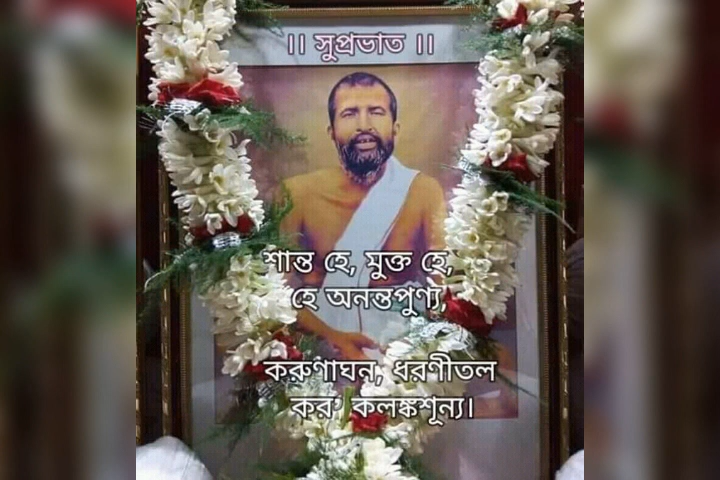 ।। সুপ্রভাত ।।
শান্ত হে, মুক্ত হে,
হে অনন্তপুণ্য,
করুণাঘন, ধরণীতল
কর’ কলঙ্কশূন্য।